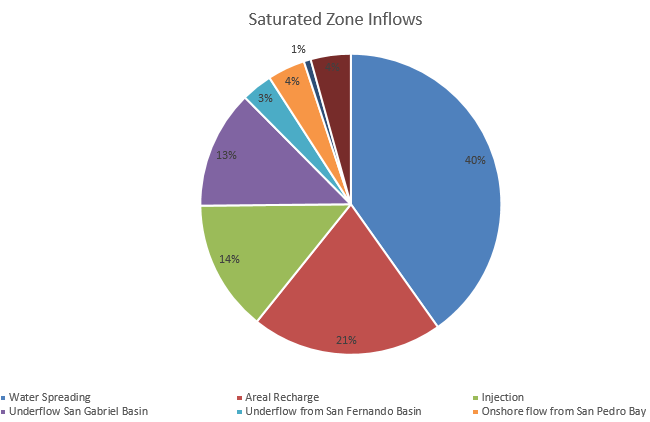 Saturated Zone Inflows
1%
4%
3%
40%
13%
14%
21%
Water Spreading
Areal Recharge
Injection
Underflow San Gabriel Basin
Underflow from San Fernando Basin
Onshore flow from San Pedro Bay